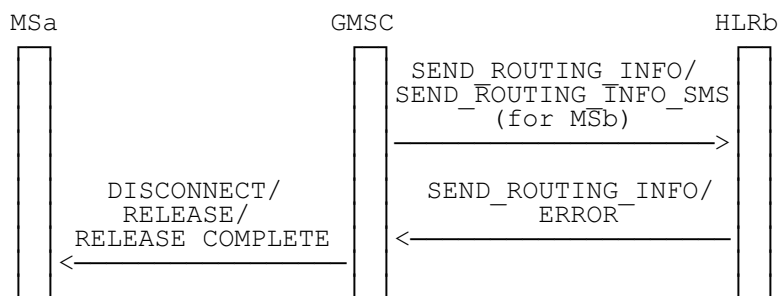 MSa GMSC HLRb
SEND_ROUTING_INFO/
SEND_ROUTING_INFO_SMS
(for MSb)
DISCONNECT/
RELEASE/
RELEASE COMPLETE
SEND_ROUTING_INFO/
ERROR